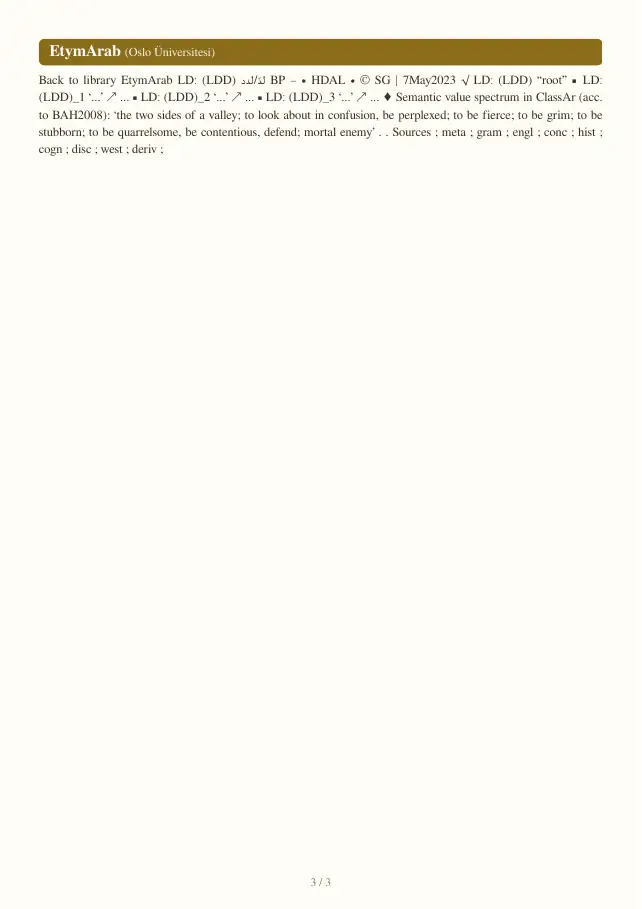 EtymArab (Oslo Üniversitesi)
Back to library EtymArab LD: (LDD) لدّ/لدد BP – • HDAL • © SG | 7May2023 √ LD: (LDD) “root” ▪ LD:
(LDD)_1 ‘...’ ↗ ... ▪ LD: (LDD)_2 ‘...’ ↗ ... ▪ LD: (LDD)_3 ‘...’ ↗ ... ♦ Semantic value spectrum in ClassAr (acc.
to BAH2008): ‘the two sides of a valley; to look about in confusion, be perplexed; to be fierce; to be grim; to be
stubborn; to be quarrelsome, be contentious, defend; mortal enemy’ . . Sources ; meta ; gram ; engl ; conc ; hist ;
cogn ; disc ; west ; deriv ;
3 / 3